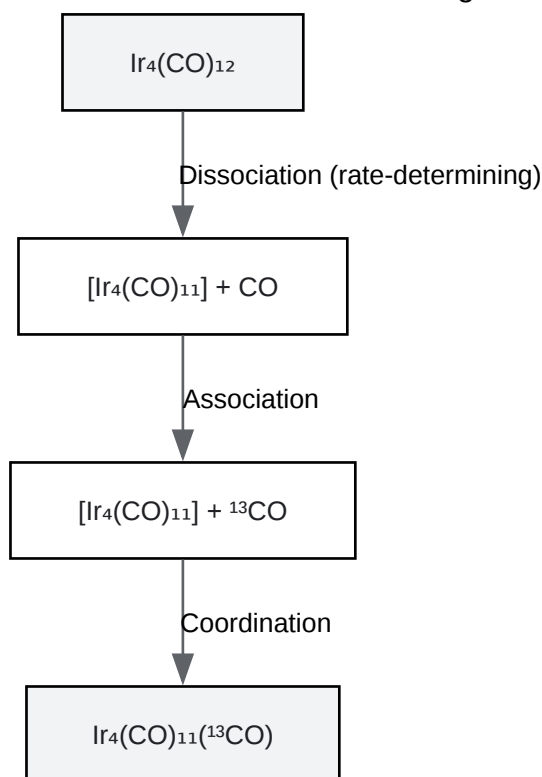 Ir₄(CO)₁₂
Dissociation (rate-determining)
[Ir₄(CO)₁₁] + CO
Association
[Ir₄(CO)₁₁] + ¹³CO
Coordination
Ir₄(CO)₁₁(¹³CO)